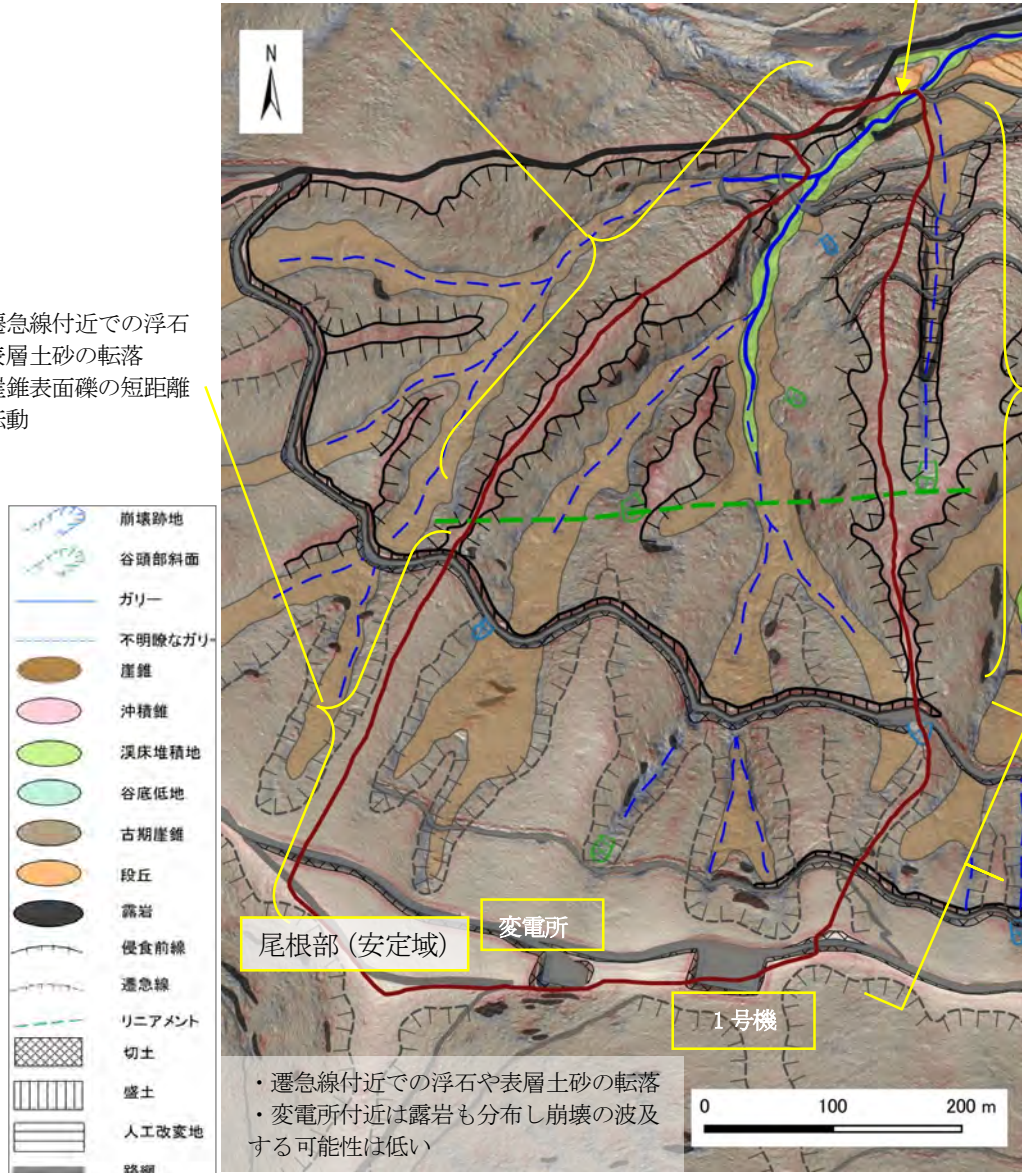 N
遷急線付近での浮石
表層土砂の転落
崖錐表面礫の短距離
転動
崩壊跡地
谷頭部斜面
ガリー
不明瞭なガリー
崖錐
沖積錐
渓床堆積地
谷底低地
古期崖錐
段丘
露岩
侵食前線
遷急線
リニアメント
切土
盛土
人工改変地
路網
尾根部 (安定域)
変電所
1 号機
・遷急線付近での浮石や表層土砂の転落
・変電所付近は露岩も分布し崩壊の波及
する可能性は低い
0 100 200 m